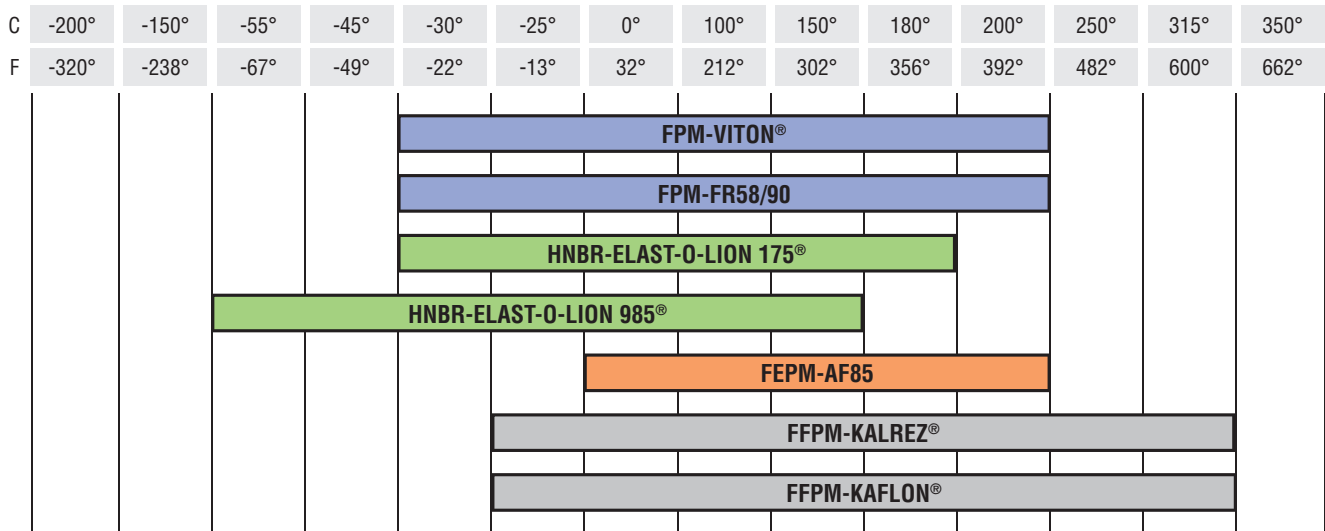 C -200° -150° -55° -45° -30° -25° 0° 100° 150° 180° 200° 250° 315° 350°
F -320° -238° -67° -49° -22° -13° 32° 212° 302° 356° 392° 482° 600° 662°
FPM-VITON®
FPM-FR58/90
HNBR-ELAST-O-LION 175®
HNBR-ELAST-O-LION 985®
FEPM-AF85
FFPM-KALREZ®
FFPM-KAFLON®